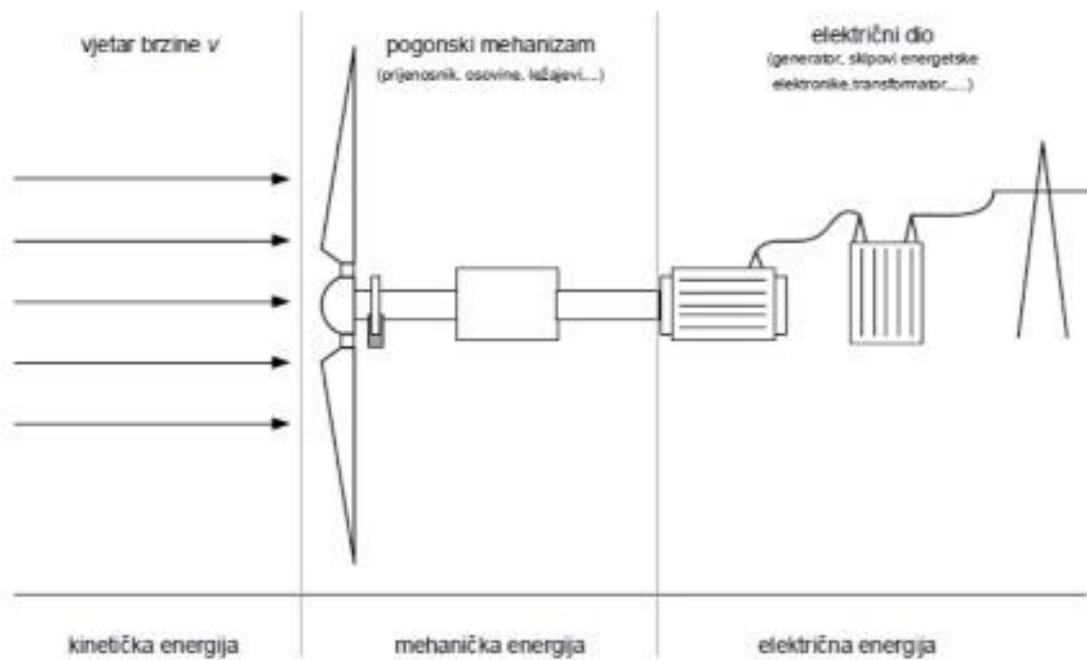 vjetar brzine v
pogonski mehanizam
(prijenosnik, osovine, ležajevi,...)
električni dio
(generator, sklpovi energetske
elektronike,transformator,....)
kinetička energija
mehanička energija
električna energija